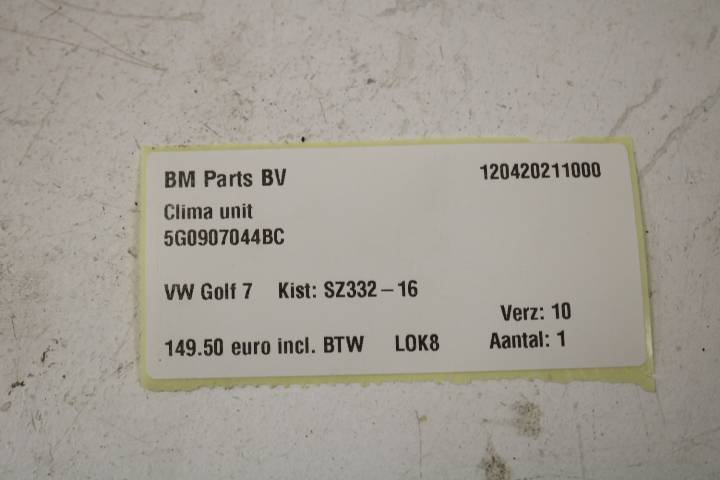 BM Parts BV 120420211000
Clima unit
5G0907044BC
VW Golf 7 Kist: SZ332-16
Verz: 10
149.50 euro incl. BTW LOK8 Aantal: 1